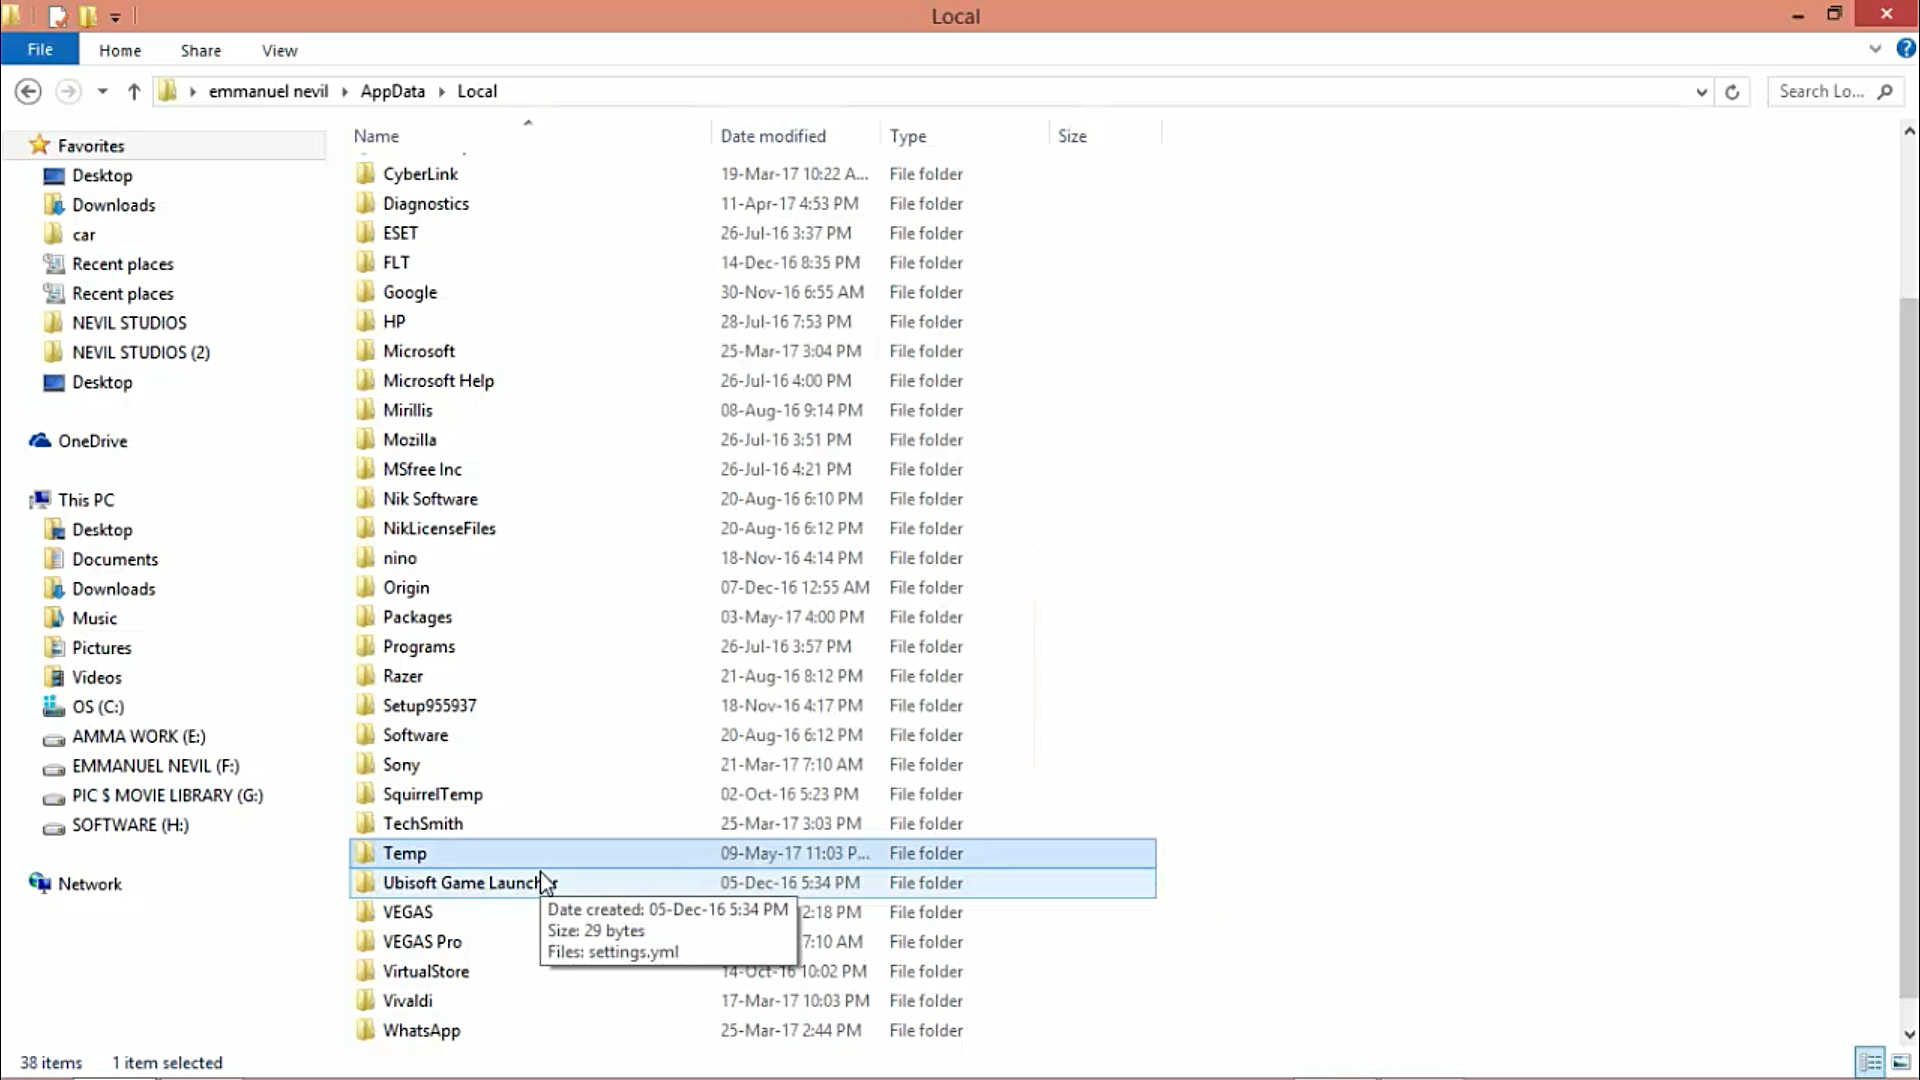 Local
File Home Share View
emmanuel nevil AppData Local Search Lo...
Name Date modified Type Size
Favorites
Desktop
Downloads
car
Recent places
Recent places
NEVIL STUDIOS
NEVIL STUDIOS (2)
Desktop
OneDrive
This PC
Desktop
Documents
Downloads
Music
Pictures
Videos
OS (C:)
AMMA WORK (E:)
EMMANUEL NEVIL (F:)
PIC $ MOVIE LIBRARY (G:)
SOFTWARE (H:)
Network
CyberLink 19-Mar-17 10:22 A... File folder
Diagnostics 11-Apr-17 4:53 PM File folder
ESET 26-Jul-16 3:37 PM File folder
FLT 14-Dec-16 8:35 PM File folder
Google 30-Nov-16 6:55 AM File folder
HP 28-Jul-16 7:53 PM File folder
Microsoft 25-Mar-17 3:04 PM File folder
Microsoft Help 26-Jul-16 4:00 PM File folder
Mirillis 08-Aug-16 9:14 PM File folder
Mozilla 26-Jul-16 3:51 PM File folder
MSfree Inc 26-Jul-16 4:21 PM File folder
Nik Software 20-Aug-16 6:10 PM File folder
NikLicenseFiles 20-Aug-16 6:12 PM File folder
nino 18-Nov-16 4:14 PM File folder
Origin 07-Dec-16 12:55 AM File folder
Packages 03-May-17 4:00 PM File folder
Programs 26-Jul-16 3:57 PM File folder
Razer 21-Aug-16 8:12 PM File folder
Setup955937 18-Nov-16 4:17 PM File folder
Software 20-Aug-16 6:12 PM File folder
Sony 21-Mar-17 7:10 AM File folder
SquirrelTemp 02-Oct-16 5:23 PM File folder
TechSmith 25-Mar-17 3:03 PM File folder
Temp 09-May-17 11:03 P... File folder
Ubisoft Game Launcher 05-Dec-16 5:34 PM File folder
VEGAS 2:18 PM File folder
VEGAS Pro 7:10 AM File folder
VirtualStore 14-Oct-16 10:02 PM File folder
Vivaldi 17-Mar-17 10:03 PM File folder
WhatsApp 25-Mar-17 2:44 PM File folder
Date created: 05-Dec-16 5:34 PM
Size: 29 bytes
Files: settings.yml
38 items 1 item selected